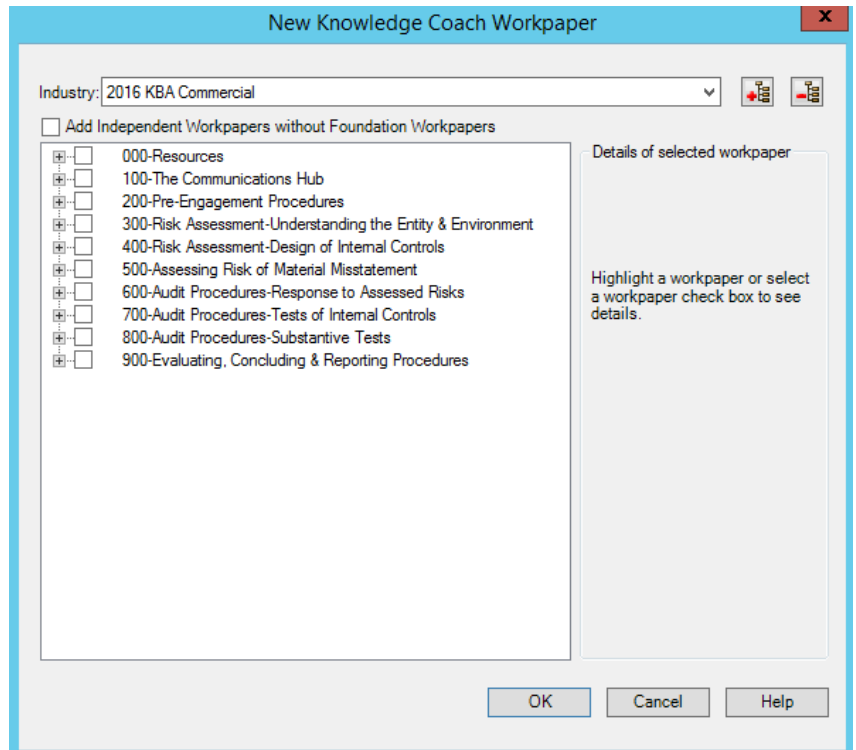 New Knowledge Coach Workpaper
x
Industry: 2016 KBA Commercial
Add Independent Workpapers without Foundation Workpapers
000-Resources
100-The Communications Hub
200-Pre-Engagement Procedures
300-Risk Assessment-Understanding the Entity & Environment
400-Risk Assessment-Design of Internal Controls
500-Assessing Risk of Material Misstatement
600-Audit Procedures-Response to Assessed Risks
700-Audit Procedures-Tests of Internal Controls
800-Audit Procedures-Substantive Tests
900-Evaluating, Concluding & Reporting Procedures
Details of selected workpaper
Highlight a workpaper or select
a workpaper check box to see
details.
OK Cancel Help